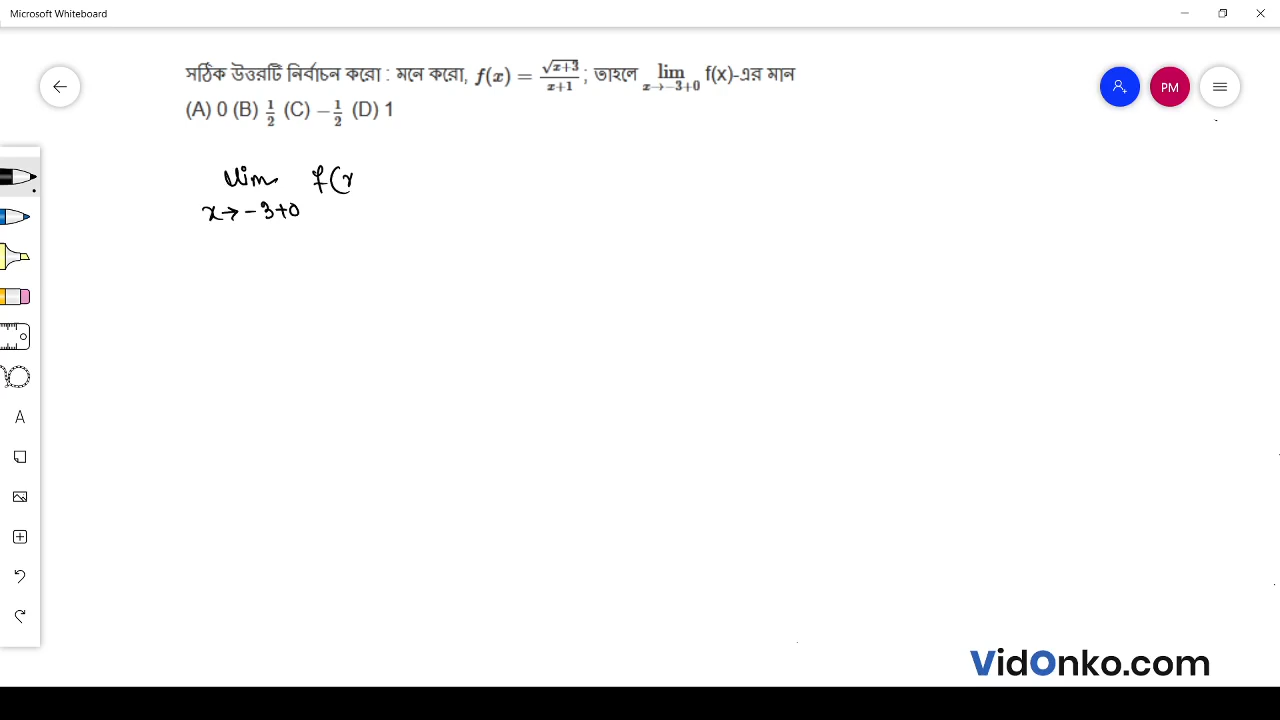 Microsoft Whiteboard
সঠিক উত্তরটি নির্বাচন করো : মনে করো, f(x) = √(x+3)/(x+1) ; তাহলে lim x→−3+0 f(x)-এর মান
PM
(A) 0 (B) 1/2 (C) −1/2 (D) 1
lim f(x
x→-3+0
A
VidOnko.com